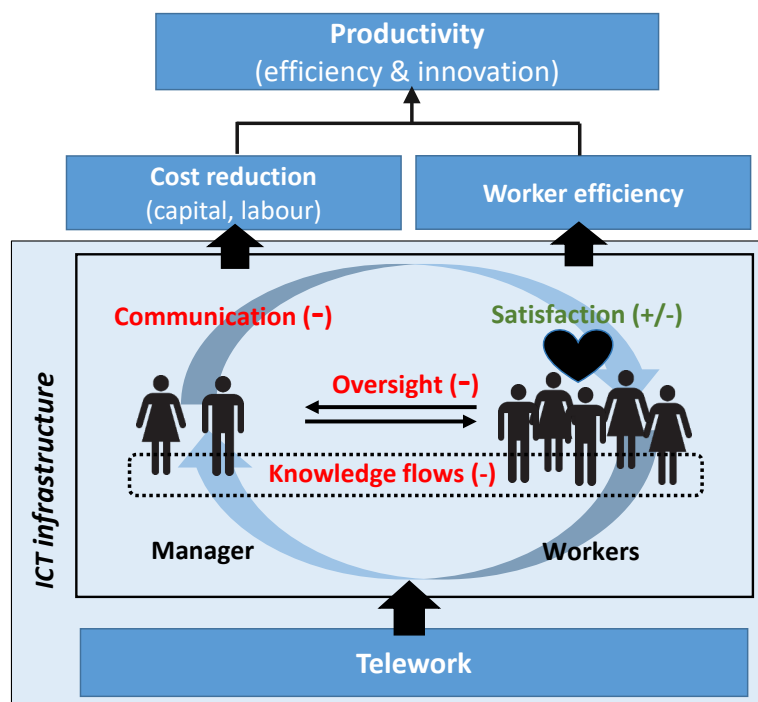 Productivity
(efficiency & innovation)
Cost reduction
(capital, labour)
Worker efficiency
Communication (-)
Satisfaction (+/-)
Oversight (-)
Knowledge flows (-)
Manager
Workers
ICT infrastructure
Telework